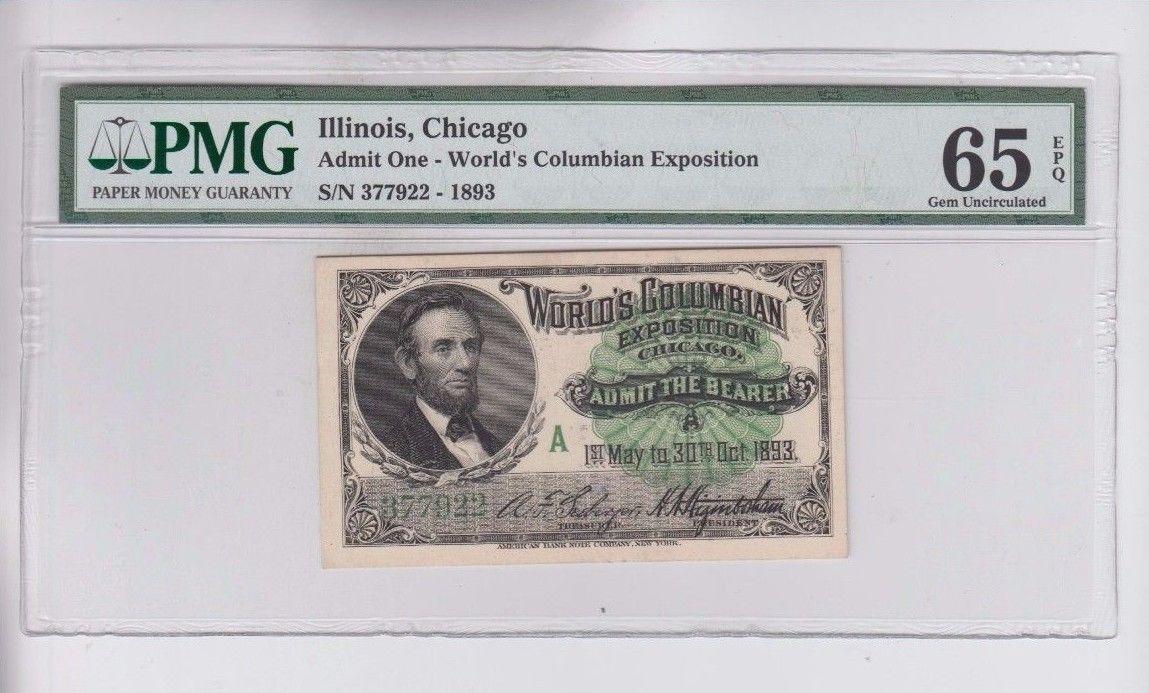 PMG
PAPER MONEY GUARANTY
Illinois, Chicago
Admit One - World's Columbian Exposition
S/N 377922 - 1893
65
EPQ
Gem Uncirculated
WORLD'S COLUMBIAN
EXPOSITION
CHICAGO.
ADMIT THE BEARER
A
A
1ST May to 30TH Oct. 1893.
377922
TREASURER
PRESIDENT
AMERICAN BANK NOTE COMPANY, NEW YORK.